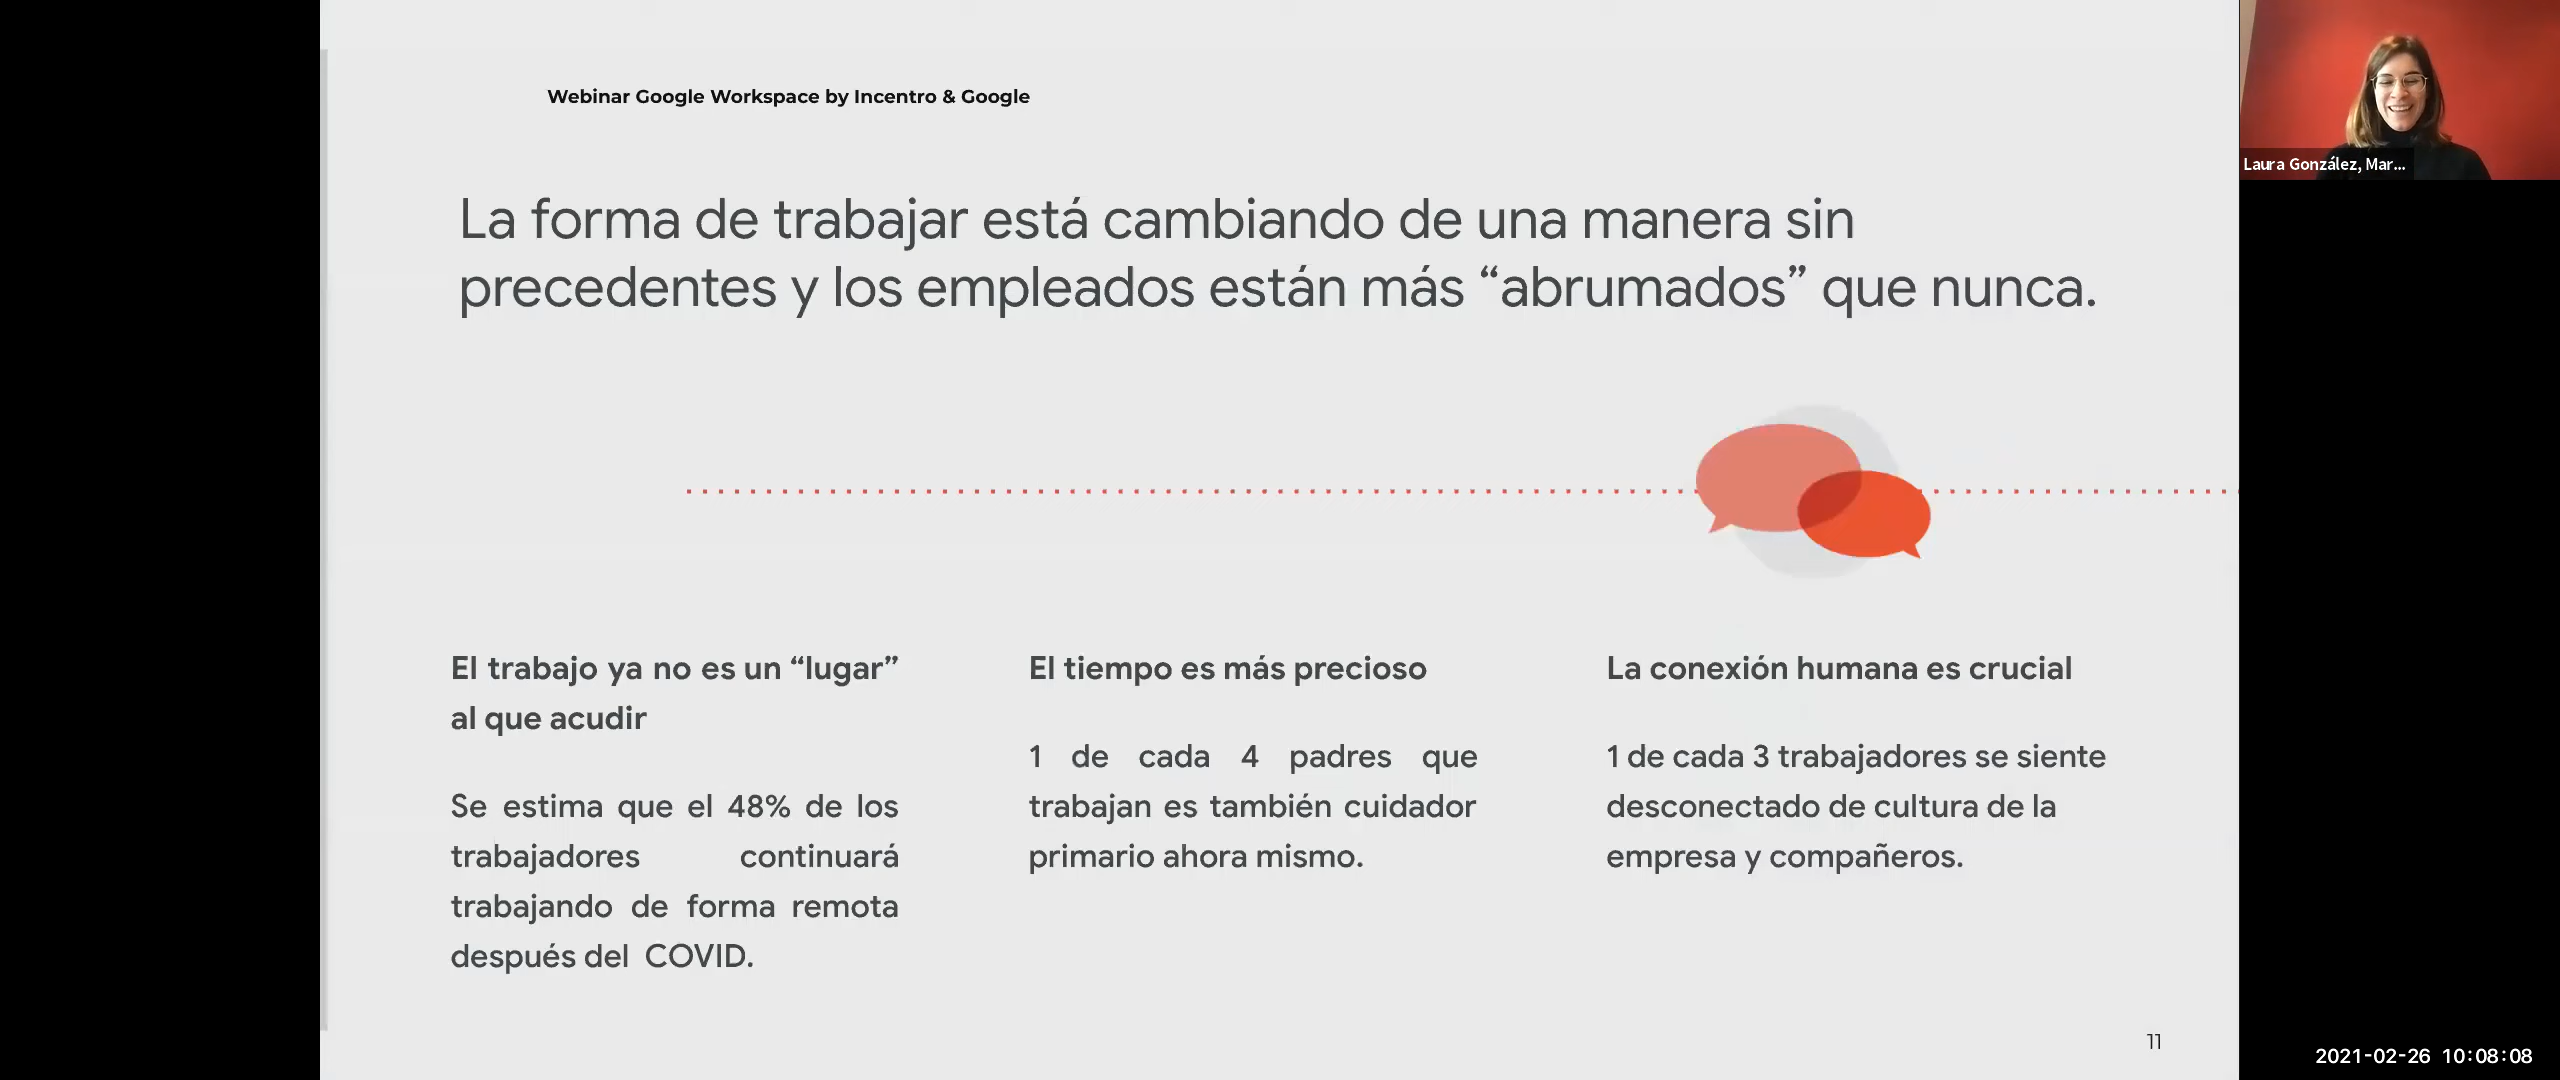 Webinar Google Workspace by Incentro & Google
La forma de trabajar está cambiando de una manera sin
precedentes y los empleados están más “abrumados” que nunca.
El trabajo ya no es un “lugar”
al que acudir
Se estima que el 48% de los
trabajadores continuará
trabajando de forma remota
después del COVID.
El tiempo es más precioso
1 de cada 4 padres que
trabajan es también cuidador
primario ahora mismo.
La conexión humana es crucial
1 de cada 3 trabajadores se siente
desconectado de cultura de la
empresa y compañeros.
11
Laura González, Mar...
2021-02-26 10:08:08